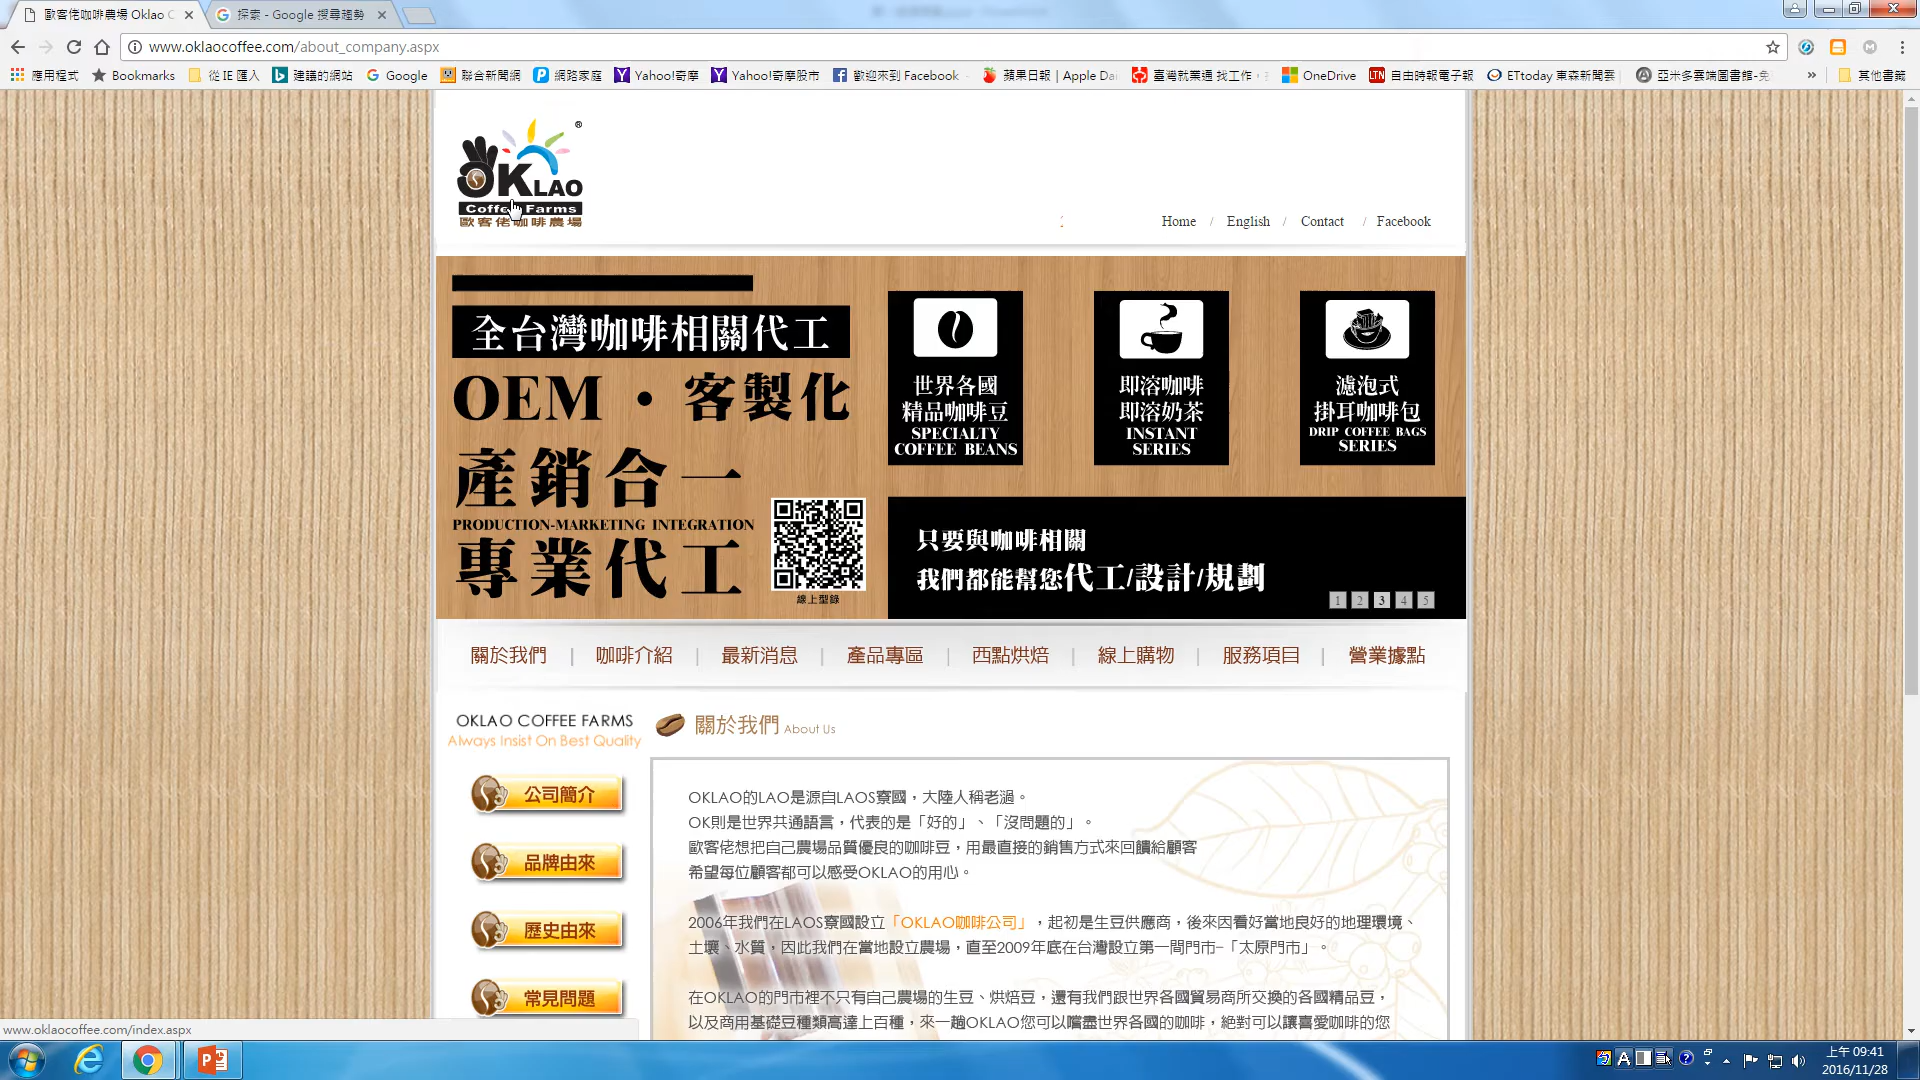 歐客佬咖啡農場 Oklao C
探索 - Google 搜尋趨勢
www.oklaocoffee.com/about_company.aspx
應用程式
Bookmarks
從 IE 匯入
建議的網站
Google
聯合新聞網
網路家庭
Yahoo!奇摩
Yahoo!奇摩股市
歡迎來到 Facebook
蘋果日報 | Apple Da
臺灣就業通 找工作
OneDrive
自由時報電子報
ETtoday 東森新聞雲
亞米多雲端圖書館-免
»
其他書籤
OKLAO
Coffee Farms
歐客佬咖啡農場
®
Home / English / Contact / Facebook
全台灣咖啡相關代工
OEM・客製化
產銷合一
PRODUCTION-MARKETING INTEGRATION
專業代工
線上型錄
世界各國
精品咖啡豆
SPECIALTY
COFFEE BEANS
即溶咖啡
即溶奶茶
INSTANT
SERIES
濾泡式
掛耳咖啡包
DRIP COFFEE BAGS
SERIES
只要與咖啡相關
我們都能幫您代工/設計/規劃
1 2 3 4 5
關於我們 | 咖啡介紹 | 最新消息 | 產品專區 | 西點烘焙 | 線上購物 | 服務項目 | 營業據點
OKLAO COFFEE FARMS
Always Insist On Best Quality
公司簡介
品牌由來
歷史由來
常見問題
關於我們 About Us
OKLAO的LAO是源自LAOS寮國，大陸人稱老過。
OK則是世界共通語言，代表的是「好的」、「沒問題的」。
歐客佬想把自己農場品質優良的咖啡豆，用最直接的銷售方式來回饋給顧客
希望每位顧客都可以感受OKLAO的用心。
2006年我們在LAOS寮國設立「OKLAO咖啡公司」，起初是生豆供應商，後來因看好當地良好的地理環境、
土壤、水質，因此我們在當地設立農場，直至2009年底在台灣設立第一間門市-「太原門市」。
在OKLAO的門市裡不只有自己農場的生豆、烘焙豆，還有我們跟世界各國貿易商所交換的各國精品豆，
以及商用基礎豆種類高達上百種，來一趟OKLAO您可以嚐盡世界各國的咖啡，絕對可以讓喜愛咖啡的您
www.oklaocoffee.com/index.aspx
上午 09:41
2016/11/28